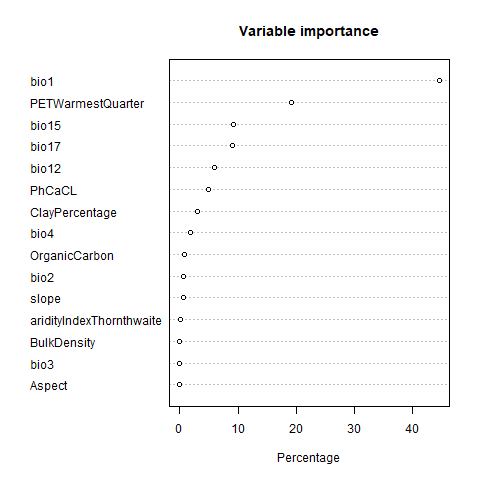 Variable importance
bio1
PETWarmestQuarter
bio15
bio17
bio12
PhCaCL
ClayPercentage
bio4
OrganicCarbon
bio2
slope
aridityIndexThornthwaite
BulkDensity
bio3
Aspect
0 10 20 30 40
Percentage